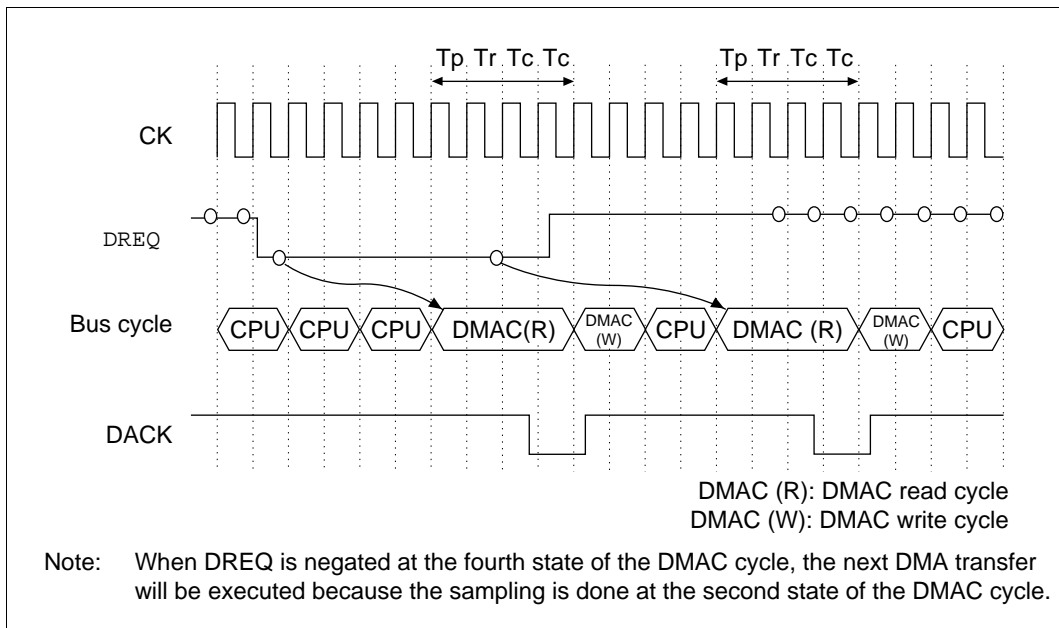 Tp Tr Tc Tc Tp Tr Tc Tc
CK
DREQ
Bus cycle CPU CPU CPU DMAC(R) DMAC (W) CPU DMAC (R) DMAC (W) CPU
DACK
DMAC (R): DMAC read cycle
DMAC (W): DMAC write cycle
Note: When DREQ is negated at the fourth state of the DMAC cycle, the next DMA transfer
will be executed because the sampling is done at the second state of the DMAC cycle.